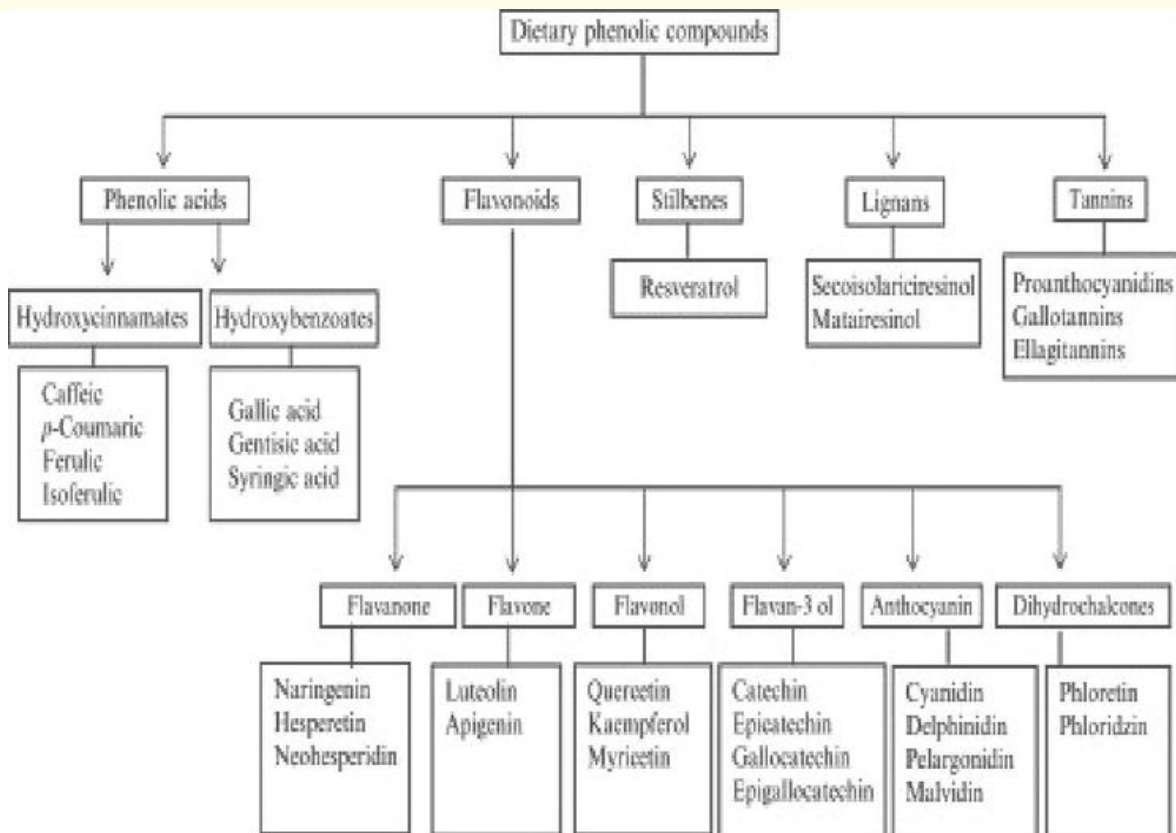 Dietary phenolic compounds
Phenolic acids
Flavonoids
Stilbenes
Lignans
Tannins
Hydroxycinnamates
Hydroxybenzoates
Resveratrol
Secoisolariciresinol
Matairesinol
Proanthocyanidins
Gallotannins
Ellagitannins
Caffeic
p-Coumaric
Ferulic
Isoferulic
Gallic acid
Gentisic acid
Syringic acid
Flavanone
Flavone
Flavonol
Flavan-3 ol
Anthocyanin
Dihydrochalcones
Naringenin
Hesperetin
Neohesperidin
Luteolin
Apigenin
Quercetin
Kaempferol
Myricetin
Catechin
Epicatechin
Gallocatechin
Epigallocatechin
Cyanidin
Delphinidin
Pelargonidin
Malvidin
Phloretin
Phloridzin